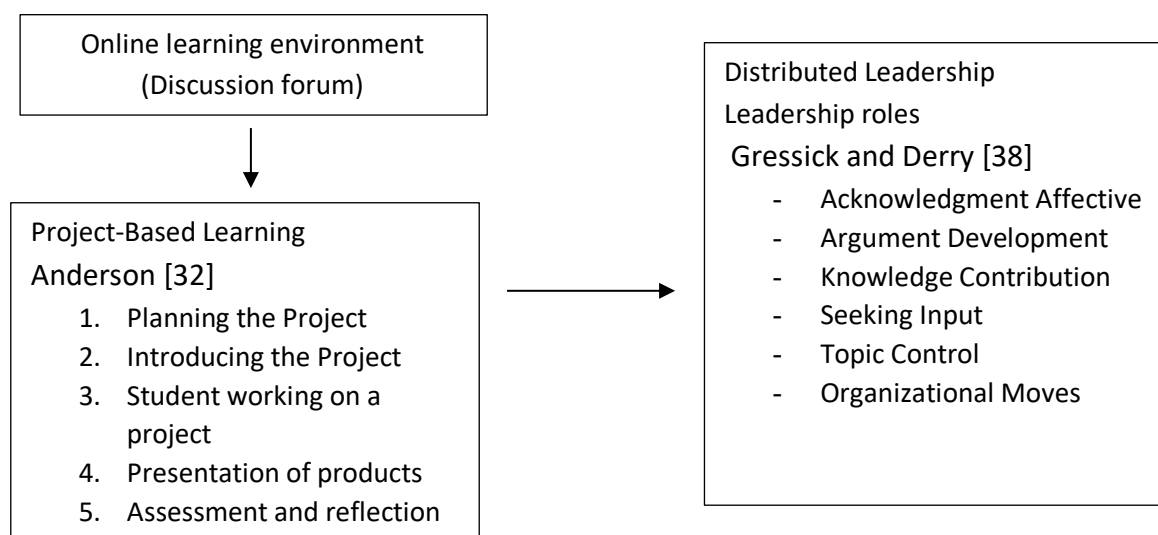 Online learning environment
(Discussion forum)
Project-Based Learning
Anderson [32]
1. Planning the Project
2. Introducing the Project
3. Student working on a
project
4. Presentation of products
5. Assessment and reflection
Distributed Leadership
Leadership roles
Gressick and Derry [38]
- Acknowledgment Affective
- Argument Development
- Knowledge Contribution
- Seeking Input
- Topic Control
- Organizational Moves